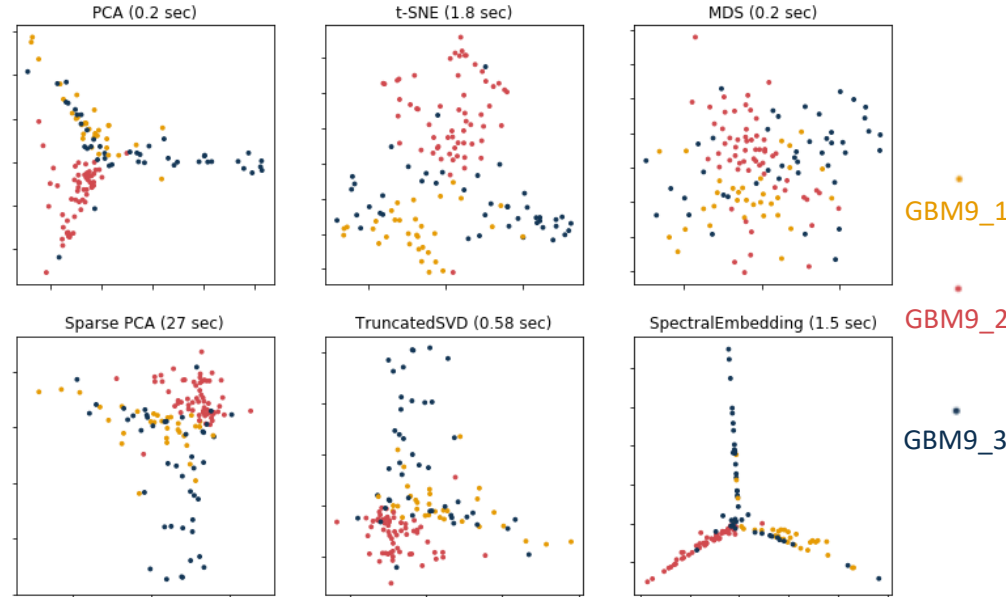 PCA (0.2 sec)
t-SNE (1.8 sec)
MDS (0.2 sec)
GBM9_1
GBM9_2
Sparse PCA (27 sec)
TruncatedSVD (0.58 sec)
SpectralEmbedding (1.5 sec)
GBM9_3